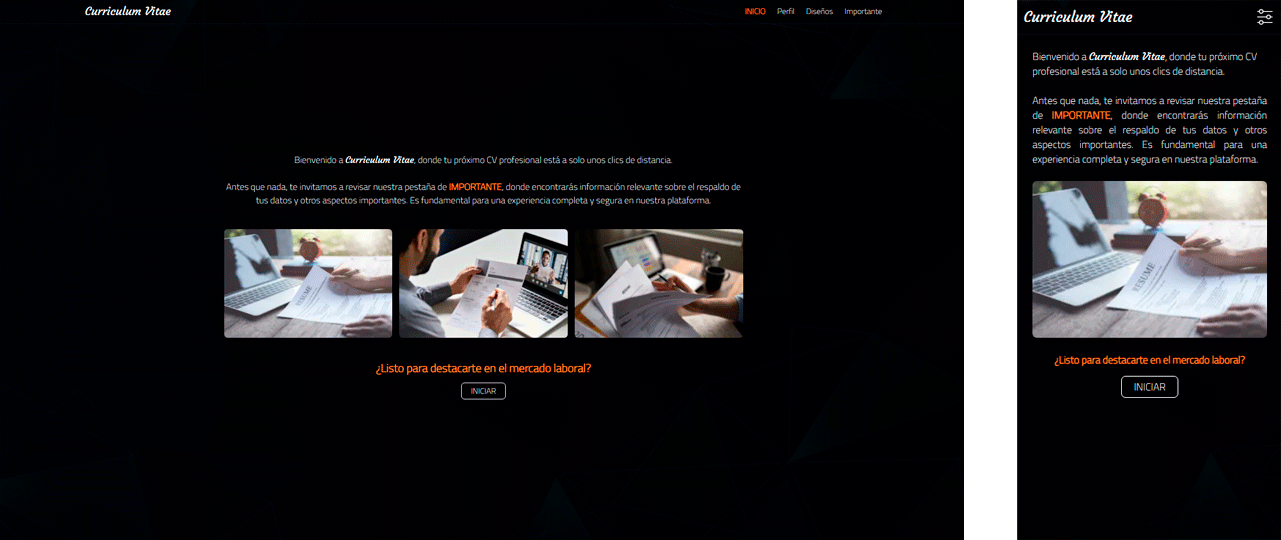 Curriculum Vitae
INICIO Perfil Diseños Importante
Bienvenido a Curriculum Vitae, donde tu próximo CV profesional está a solo unos clics de distancia.
Antes que nada, te invitamos a revisar nuestra pestaña de IMPORTANTE, donde encontrarás información relevante sobre el respaldo de
tus datos y otros aspectos importantes. Es fundamental para una experiencia completa y segura en nuestra plataforma.
RESUME
¿Listo para destacarte en el mercado laboral?
INICIAR
Curriculum Vitae
Bienvenido a Curriculum Vitae, donde tu próximo CV
profesional está a solo unos clics de distancia.
Antes que nada, te invitamos a revisar nuestra pestaña
de IMPORTANTE, donde encontrarás información
relevante sobre el respaldo de tus datos y otros
aspectos importantes. Es fundamental para una
experiencia completa y segura en nuestra plataforma.
RESUME
¿Listo para destacarte en el mercado laboral?
INICIAR